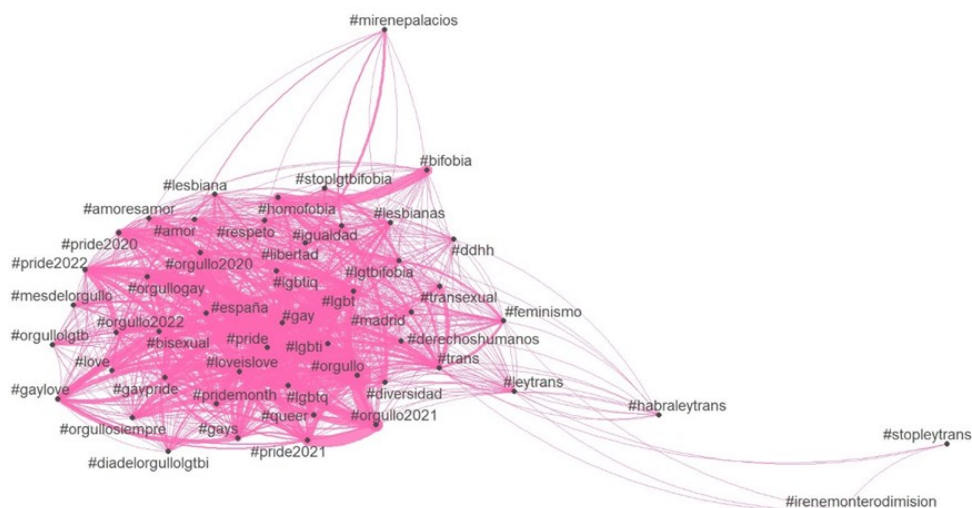 #mirenepalacios
#bifobia
#stoplgtbifobia
#lesbiana
#amoresamor
#homofobia
#lesbianas
#amor
#respeto
#igualdad
#pride2020
#ddhh
#libertad
#pride2022
#orgullo2020
#lgtbifobia
#orgullogay
#lgbtiq
#mesdelorgullo
#lgbt
#transexual
#españa
#feminismo
#gay
#madrid
#orgullo2022
#orgullolgtb
#bisexual
#pride
#lgbti
#derechoshumanos
#love
#loveislove
#orgullo
#trans
#gaylove
#gaypride
#pridemonth
#lgbtq
#diversidad
#leytrans
#habraleytrans
#queer
#orgullo2021
#orgullosiempre
#gays
#stopleytrans
#pride2021
#diadelorgullolgtbi
#irenemonterodimision